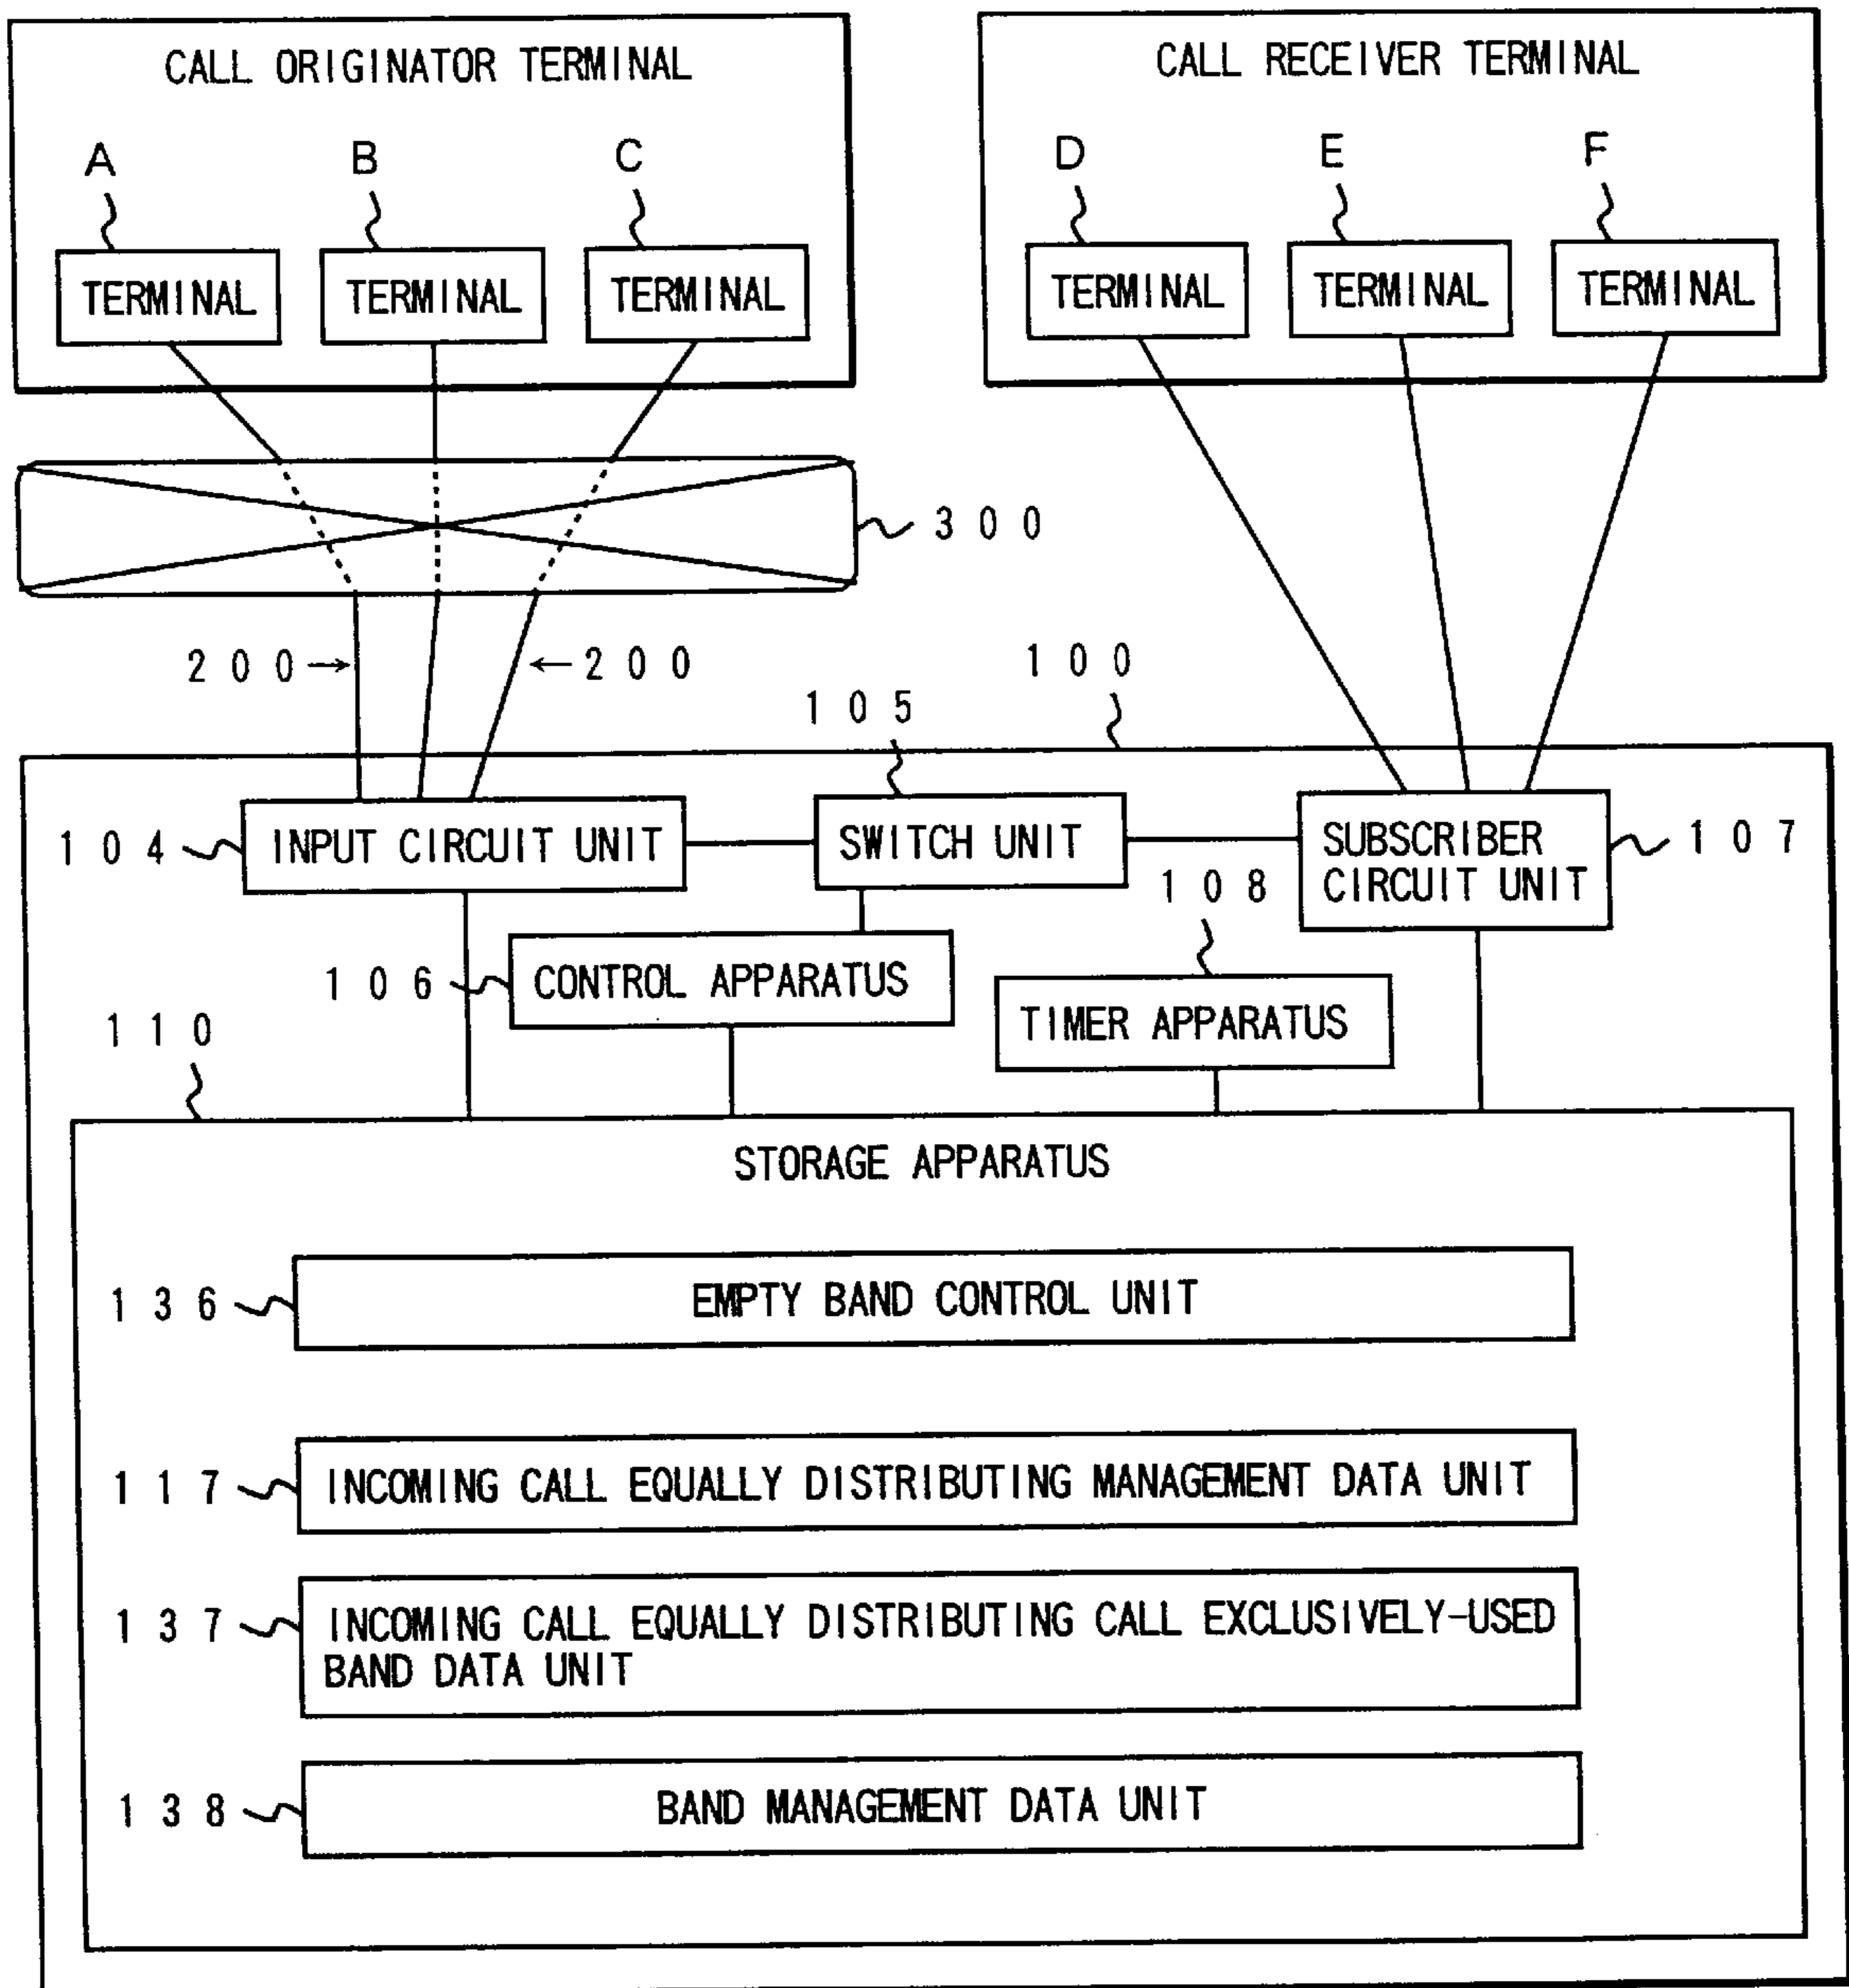 CALL ORIGINATOR TERMINAL
CALL RECEIVER TERMINAL
A
B
C
D
E
F
TERMINAL
TERMINAL
TERMINAL
TERMINAL
TERMINAL
TERMINAL
300
200→
←200
100
105
104
INPUT CIRCUIT UNIT
SWITCH UNIT
SUBSCRIBER
CIRCUIT UNIT
107
108
106
CONTROL APPARATUS
TIMER APPARATUS
110
STORAGE APPARATUS
136
EMPTY BAND CONTROL UNIT
117
INCOMING CALL EQUALLY DISTRIBUTING MANAGEMENT DATA UNIT
137
INCOMING CALL EQUALLY DISTRIBUTING CALL EXCLUSIVELY-USED
BAND DATA UNIT
138
BAND MANAGEMENT DATA UNIT